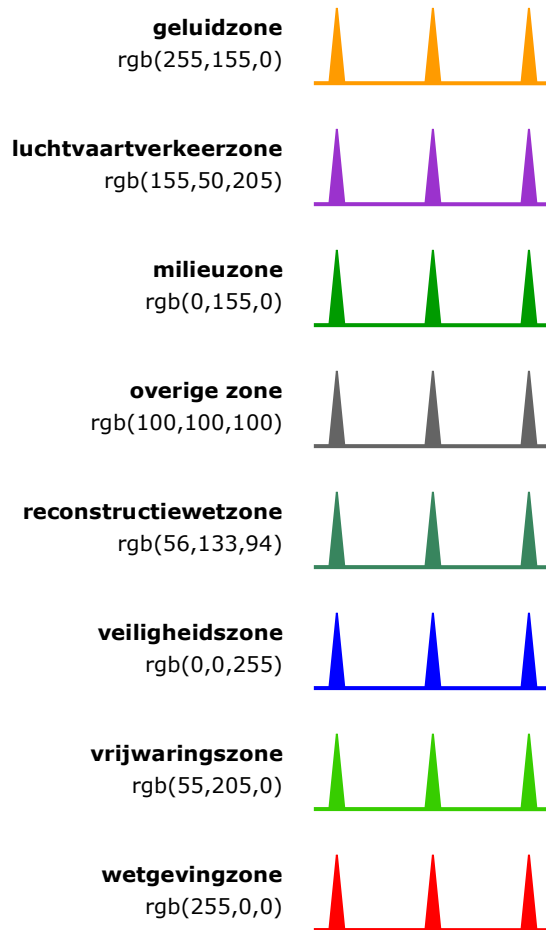 geluidzone
rgb(255,155,0)
luchtvaartverkeerzone
rgb(155,50,205)
milieuzone
rgb(0,155,0)
overige zone
rgb(100,100,100)
reconstructiewetzone
rgb(56,133,94)
veiligheidszone
rgb(0,0,255)
vrijwaringszone
rgb(55,205,0)
wetgevingzone
rgb(255,0,0)